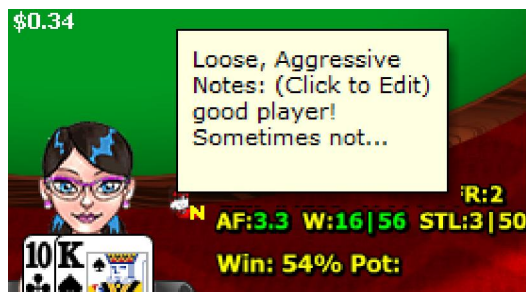 $0.34
Loose, Aggressive
Notes: (Click to Edit)
good player!
Sometimes not...
R:2
N AF:3.3 W:16|56 STL:3|50
Win: 54% Pot:
10 K